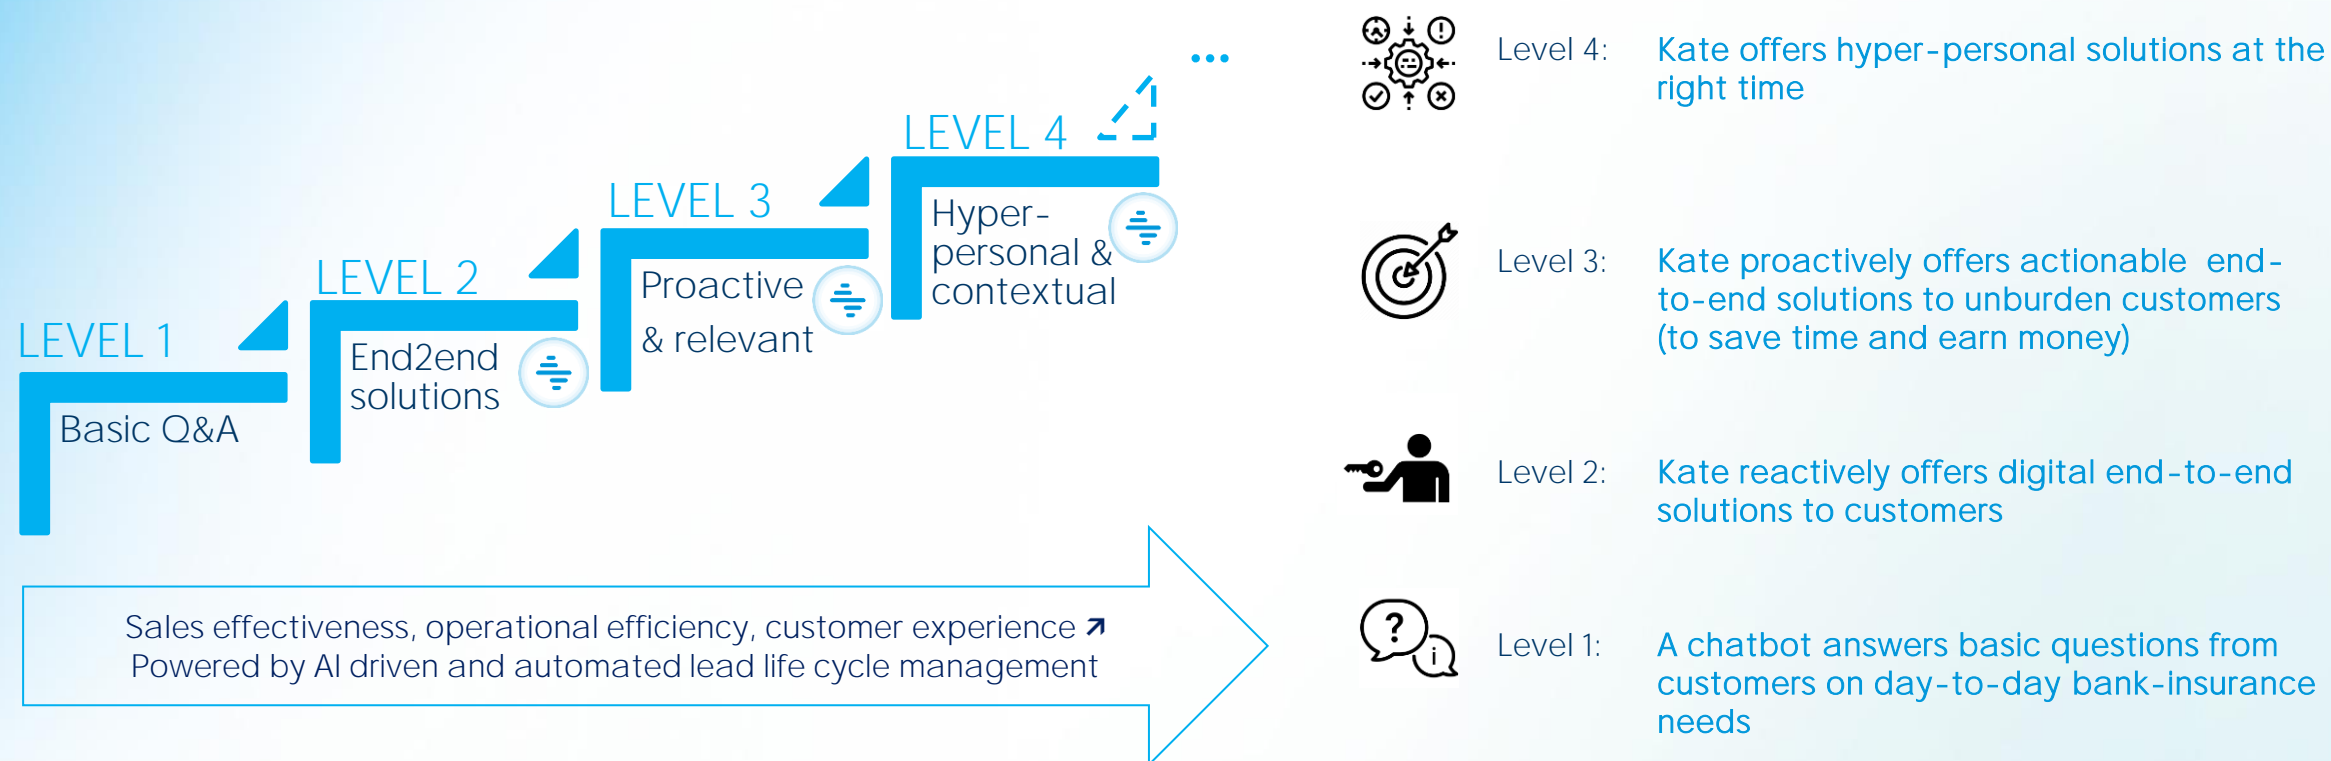 LEVEL 1
Basic Q&A
LEVEL 2
End2end
solutions
LEVEL 3
Proactive
& relevant
LEVEL 4
Hyper-
personal &
contextual
...
Sales effectiveness, operational efficiency, customer experience ↗
Powered by AI driven and automated lead life cycle management
Level 4: Kate offers hyper-personal solutions at the
right time
Level 3: Kate proactively offers actionable end-
to-end solutions to unburden customers
(to save time and earn money)
Level 2: Kate reactively offers digital end-to-end
solutions to customers
? i
Level 1: A chatbot answers basic questions from
customers on day-to-day bank-insurance
needs